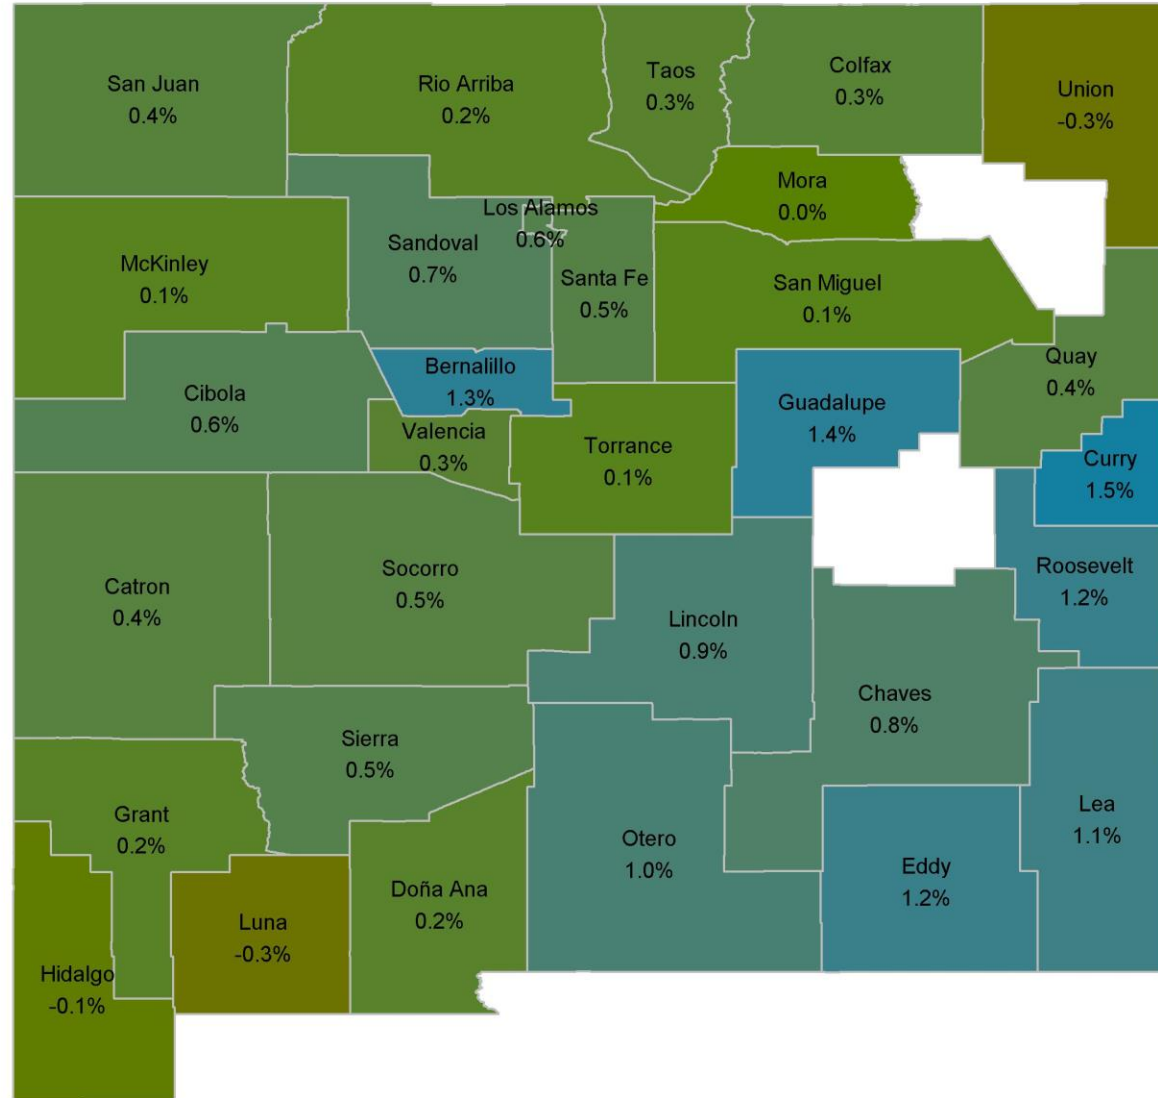 San Juan
0.4%
Rio Arriba
0.2%
Taos
0.3%
Colfax
0.3%
Union
-0.3%
Mora
0.0%
Los Alamos
0.6%
McKinley
0.1%
Sandoval
0.7%
Santa Fe
0.5%
San Miguel
0.1%
Quay
0.4%
Bernalillo
1.3%
Cibola
0.6%
Guadalupe
1.4%
Valencia
0.3%
Torrance
0.1%
Curry
1.5%
Catron
0.4%
Socorro
0.5%
Roosevelt
1.2%
Lincoln
0.9%
Chaves
0.8%
Sierra
0.5%
Grant
0.2%
Otero
1.0%
Lea
1.1%
Eddy
1.2%
Doña Ana
0.2%
Luna
-0.3%
Hidalgo
-0.1%